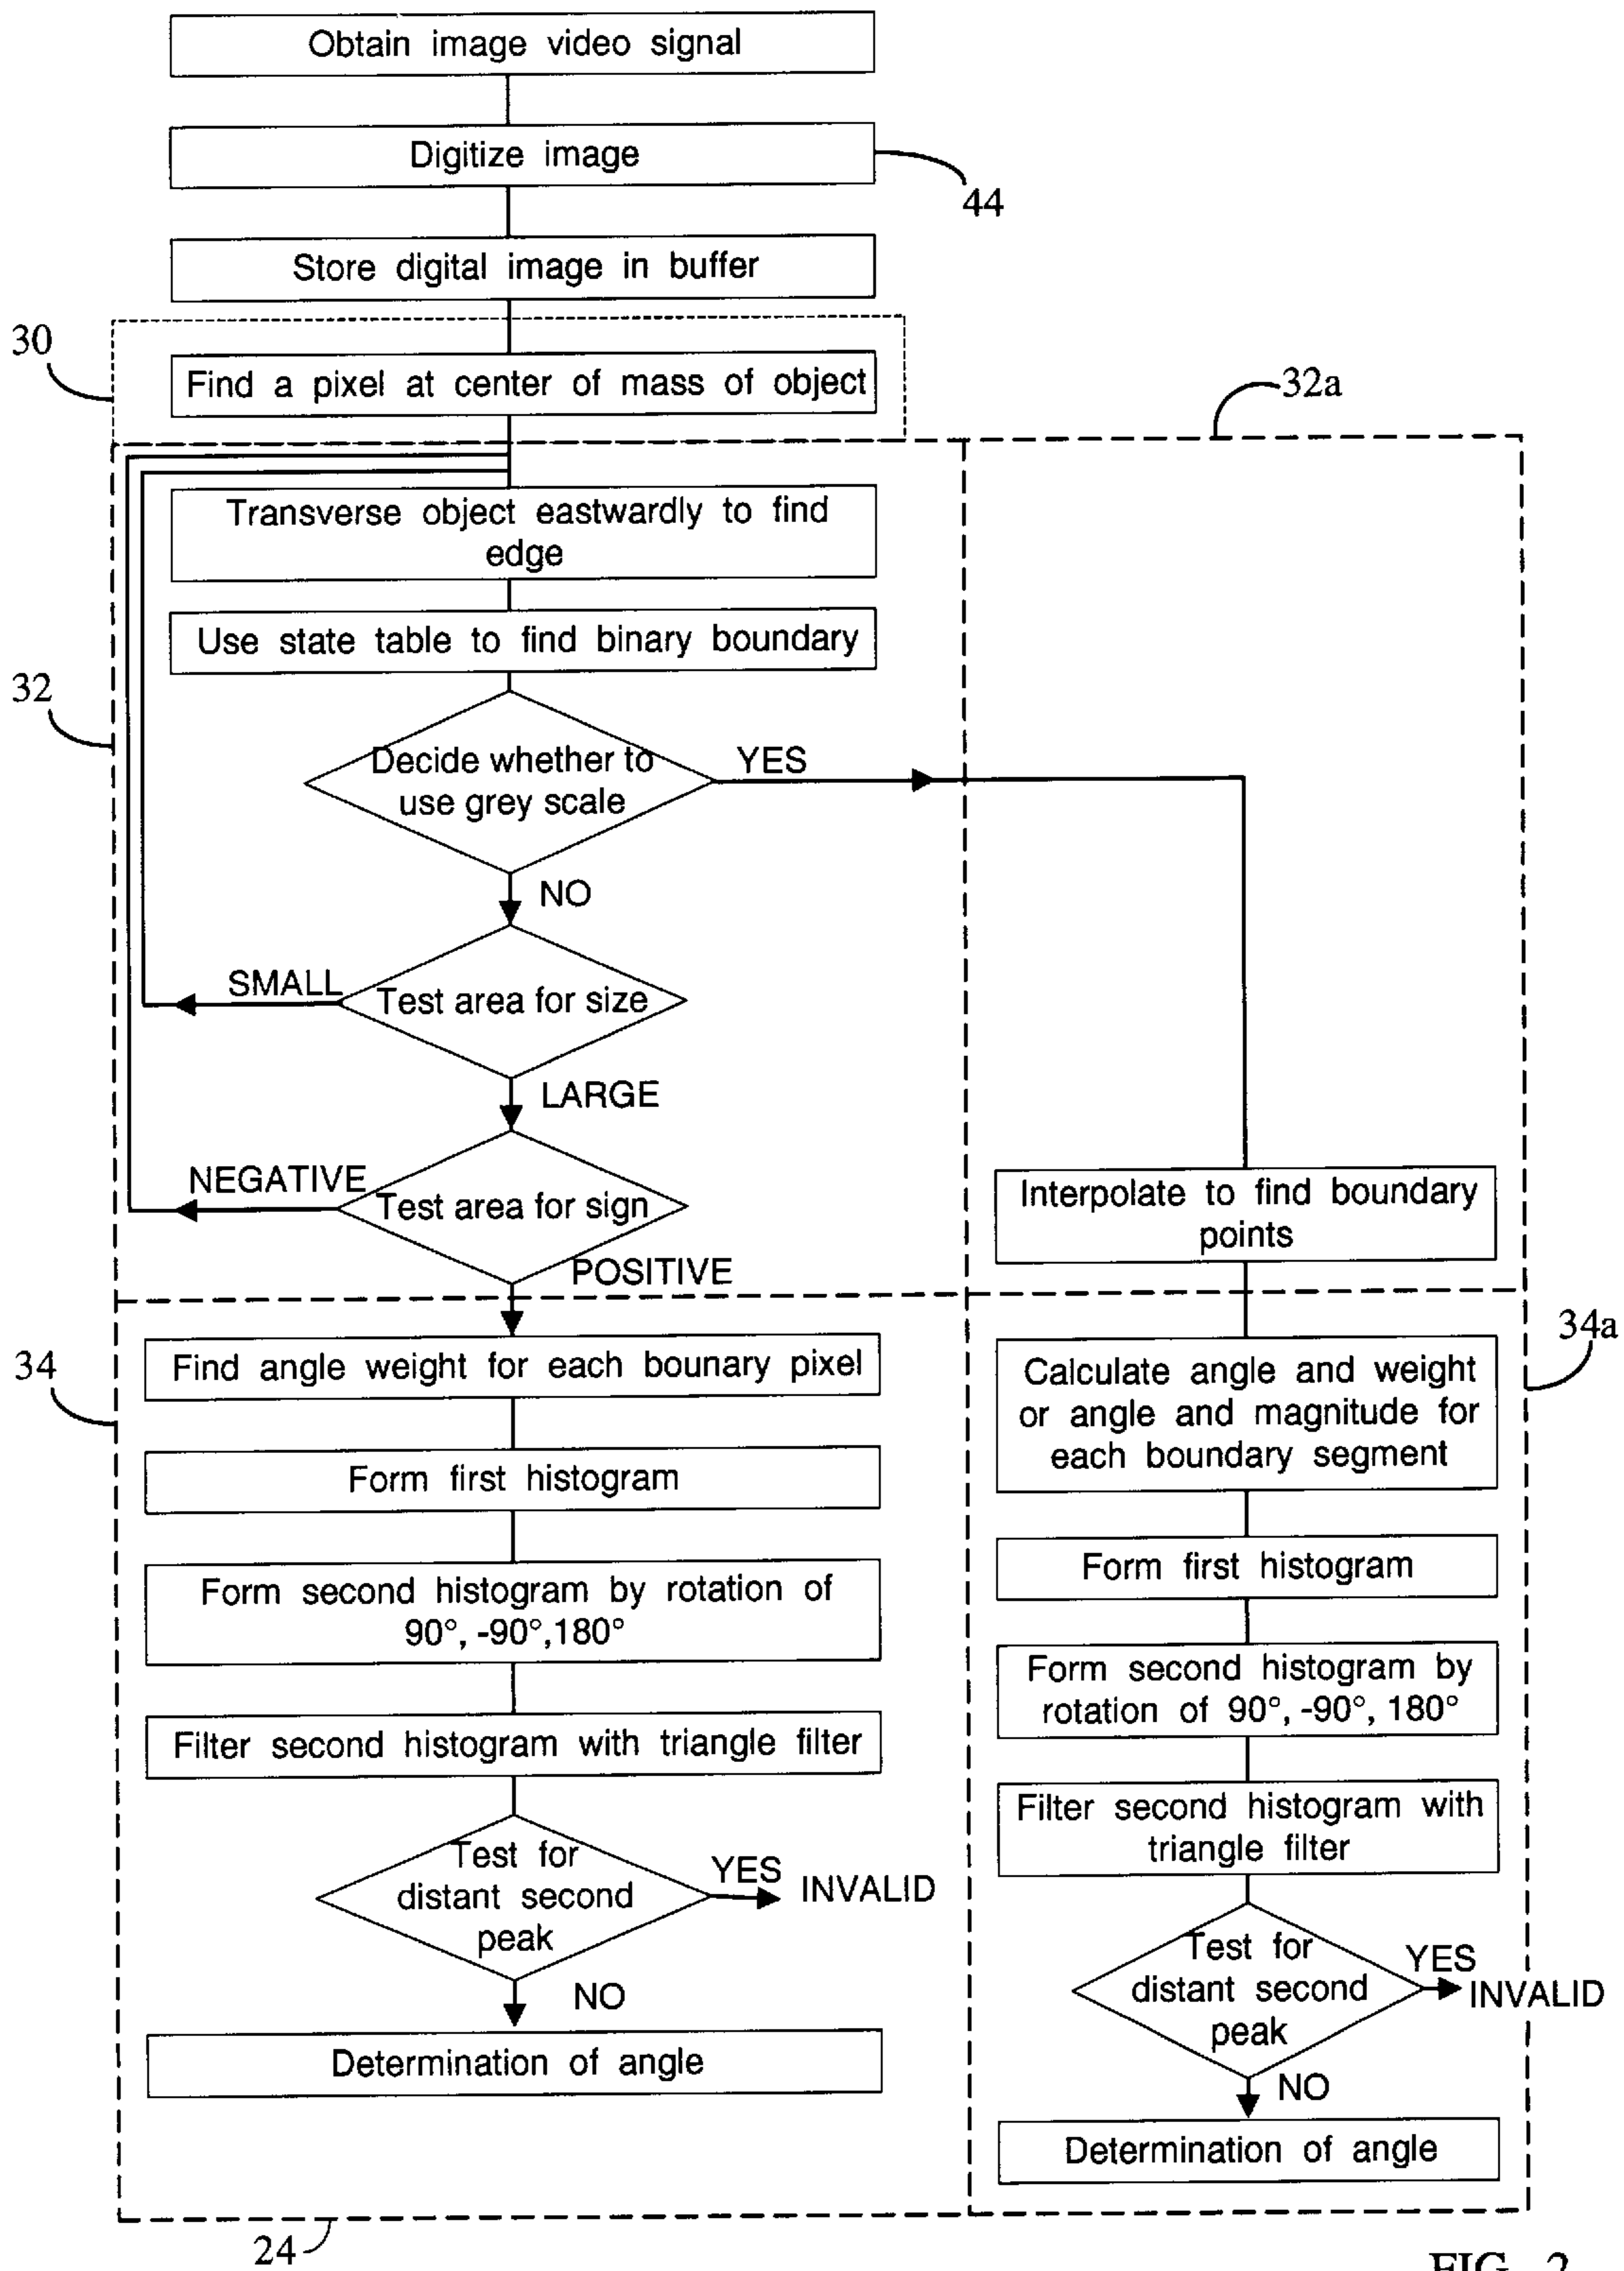 Obtain image video signal
Digitize image
44
Store digital image in buffer
30
Find a pixel at center of mass of object
32a
Transverse object eastwardly to find
edge
Use state table to find binary boundary
32
Decide whether to
use grey scale
YES
NO
SMALL
Test area for size
LARGE
NEGATIVE
Test area for sign
POSITIVE
Interpolate to find boundary
points
34
Find angle weight for each bounary pixel
Form first histogram
Form second histogram by rotation of
90°, -90°,180°
Filter second histogram with triangle filter
Test for
distant second
peak
YES
INVALID
NO
Determination of angle
34a
Calculate angle and weight
or angle and magnitude for
each boundary segment
Form first histogram
Form second histogram by
rotation of 90°, -90°, 180°
Filter second histogram with
triangle filter
Test for
distant second
peak
YES
INVALID
NO
Determination of angle
24
FIG. 2